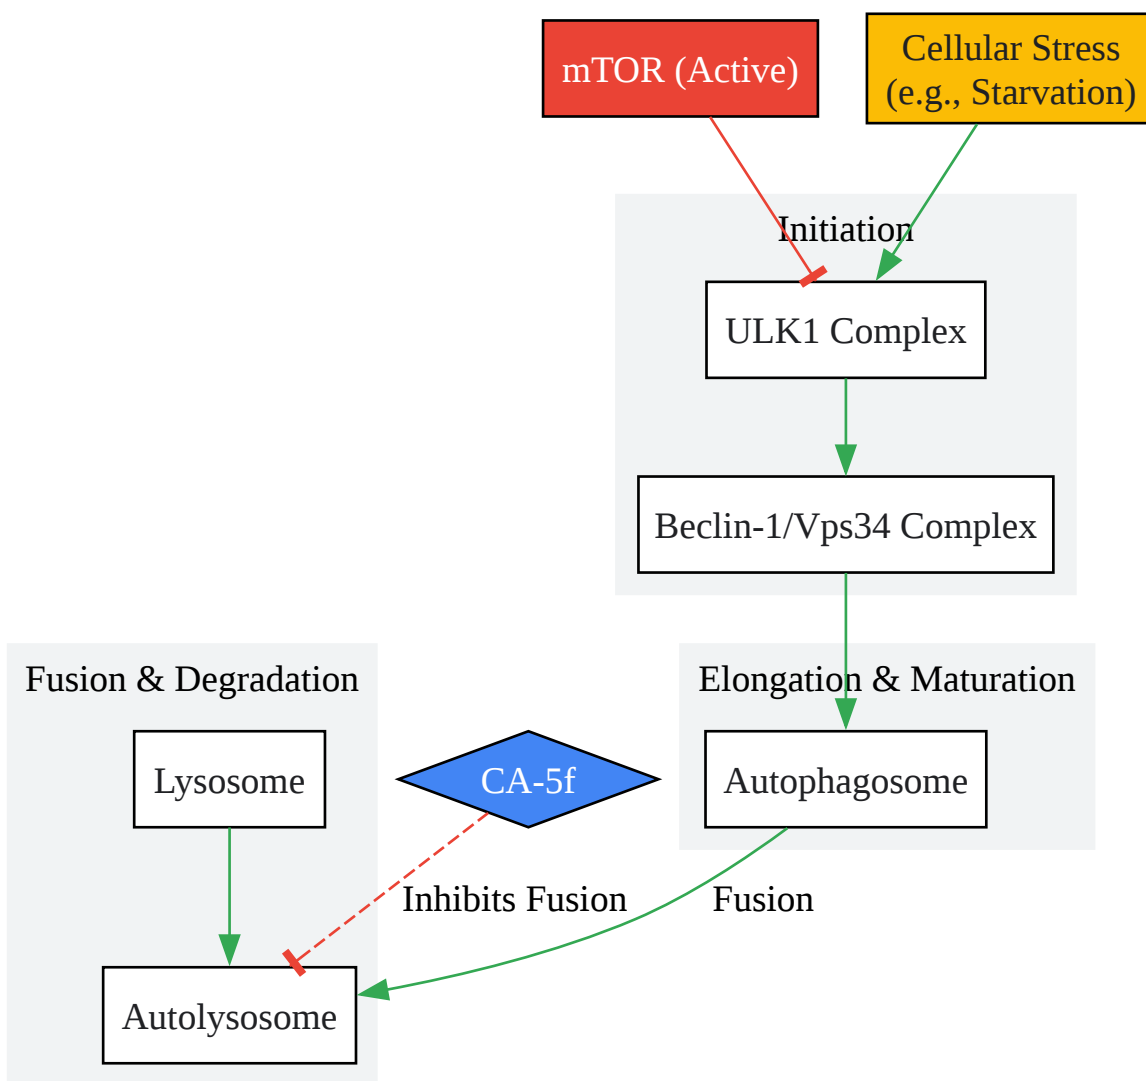 mTOR (Active)
Cellular Stress
(e.g., Starvation)
Initiation
ULK1 Complex
Beclin-1/Vps34 Complex
Fusion & Degradation
Elongation & Maturation
Lysosome
CA-5f
Autophagosome
Inhibits Fusion
Fusion
Autolysosome